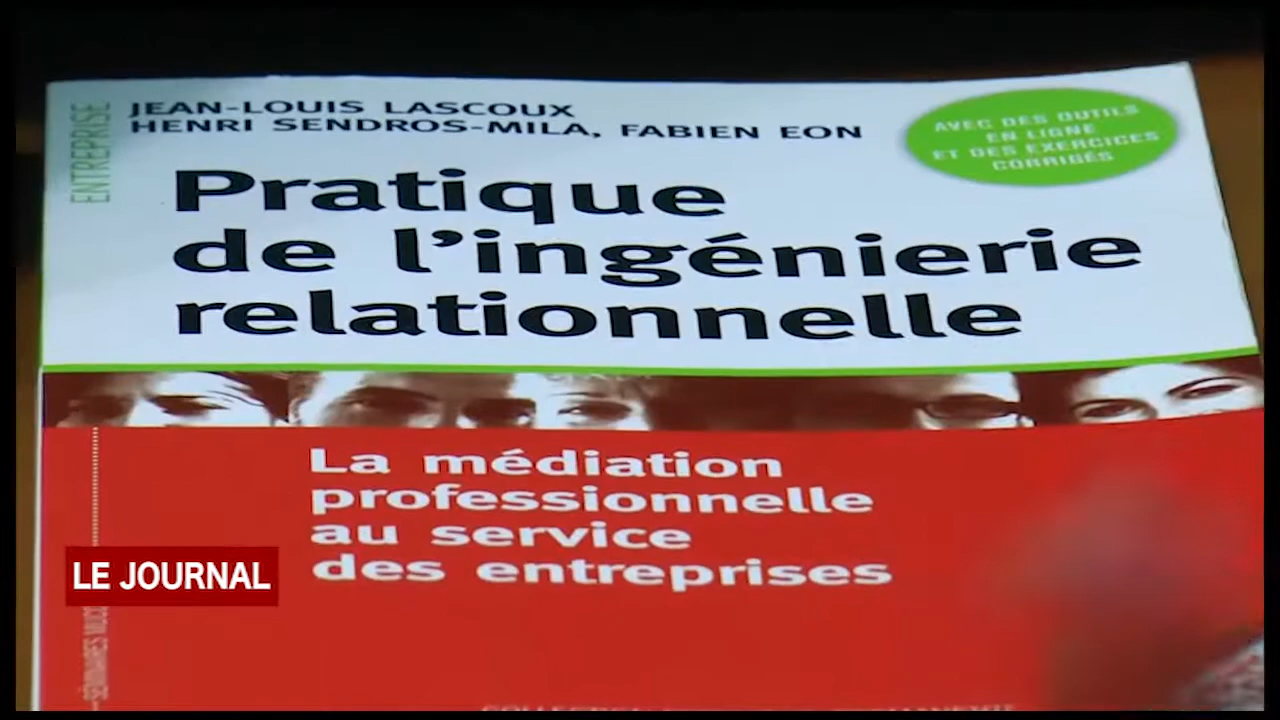 ENTREPRISE
JEAN-LOUIS LASCOUX
HENRI SENDROS-MILA, FABIEN EON
AVEC DES OUTILS
EN LIGNE
ET DES EXERCICES
CORRIGÉS
Pratique
de l'ingénierie
relationnelle
La médiation
professionnelle
au service
des entreprises
LE JOURNAL
SÉMINAIRES